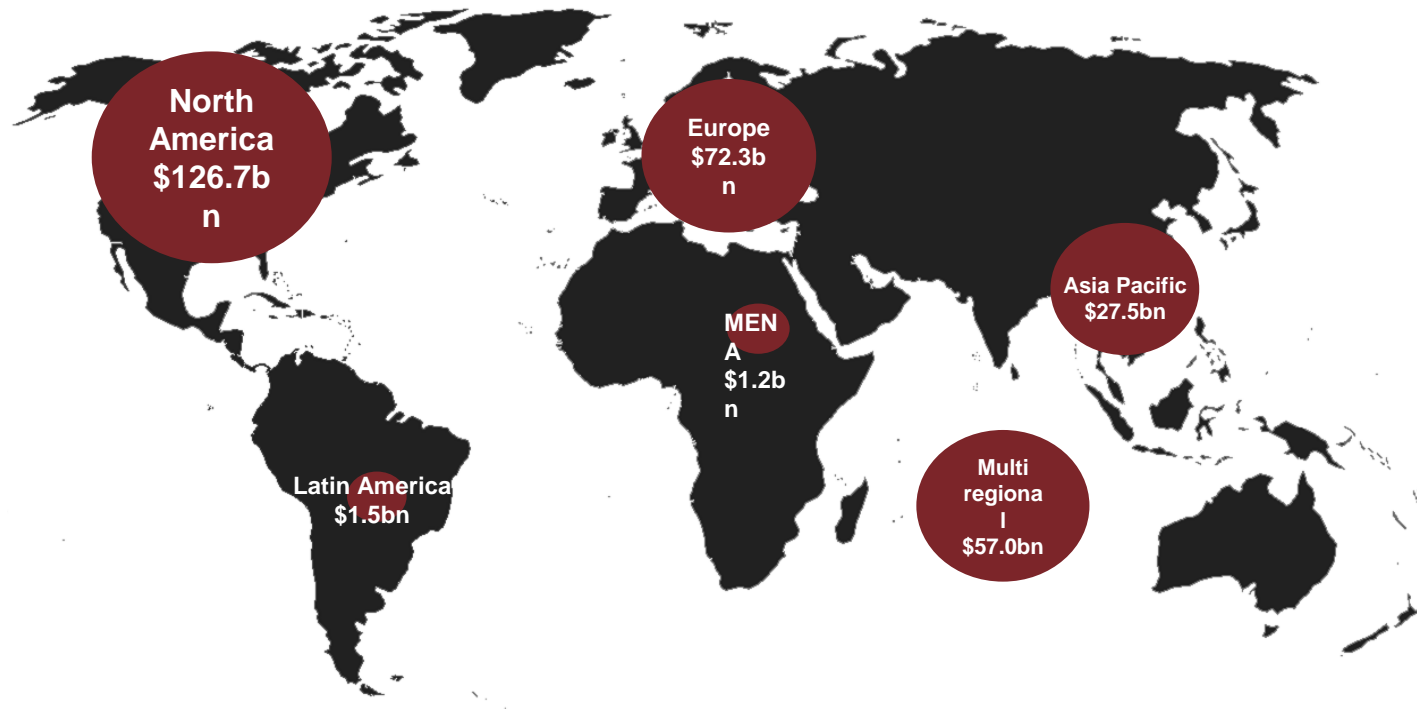 North
America
$126.7b
n
Europe
$72.3b
n
Asia Pacific
$27.5bn
MEN
A
$1.2b
n
Latin America
$1.5bn
Multi
regiona
l
$57.0bn